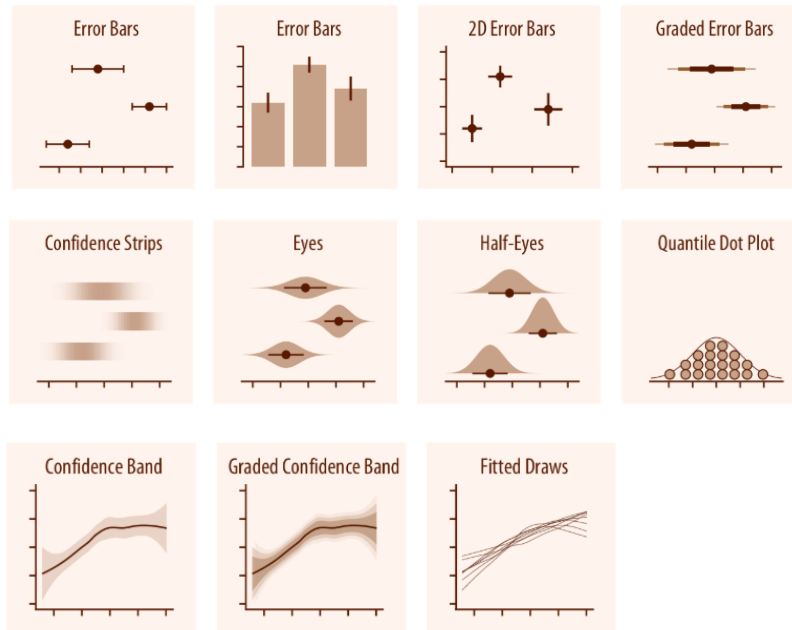 Error Bars
Error Bars
2D Error Bars
Graded Error Bars
Confidence Strips
Eyes
Half-Eyes
Quantile Dot Plot
Confidence Band
Graded Confidence Band
Fitted Draws